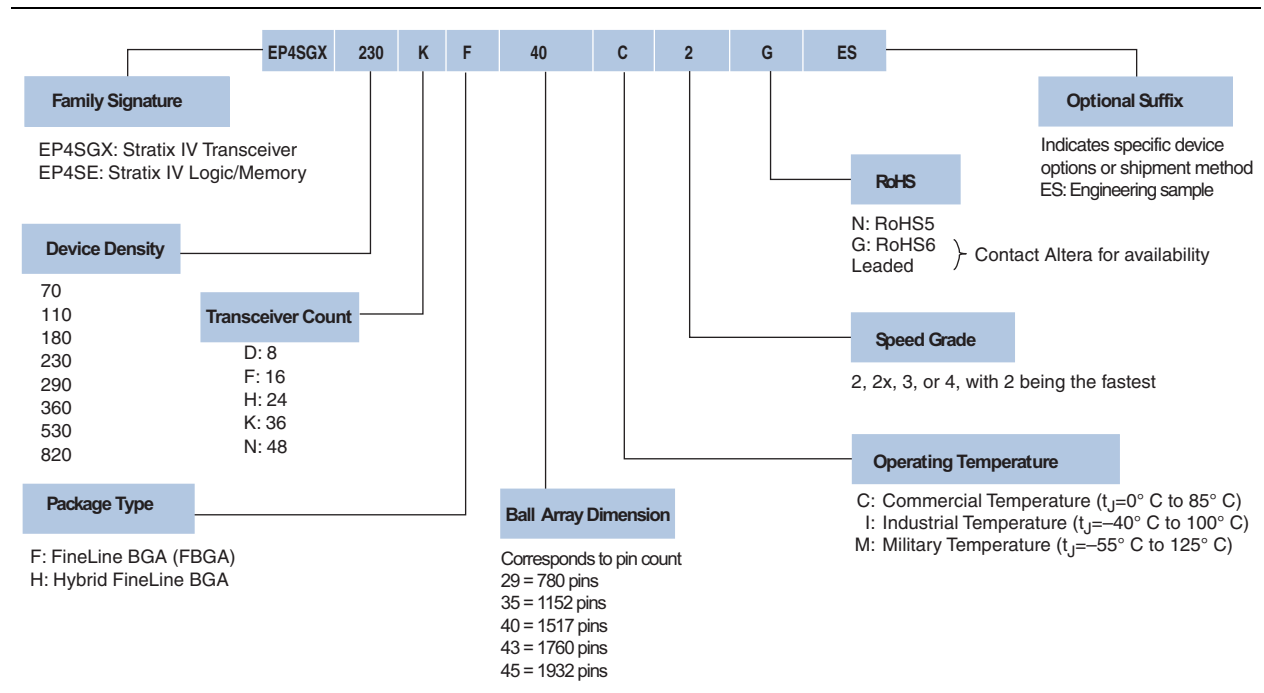 EP4SGX 230 K F 40 C 2 G ES
Family Signature
EP4SGX: Stratix IV Transceiver
EP4SE: Stratix IV Logic/Memory
Optional Suffix
Indicates specific device
options or shipment method
ES: Engineering sample
RoHS
N: RoHS5
G: RoHS6
Leaded
Contact Altera for availability
Device Density
70
110
180
230
290
360
530
820
Transceiver Count
D: 8
F: 16
H: 24
K: 36
N: 48
Speed Grade
2, 2x, 3, or 4, with 2 being the fastest
Operating Temperature
C: Commercial Temperature (tJ=0° C to 85° C)
I: Industrial Temperature (tJ=–40° C to 100° C)
M: Military Temperature (tJ=–55° C to 125° C)
Package Type
F: FineLine BGA (FBGA)
H: Hybrid FineLine BGA
Ball Array Dimension
Corresponds to pin count
29 = 780 pins
35 = 1152 pins
40 = 1517 pins
43 = 1760 pins
45 = 1932 pins